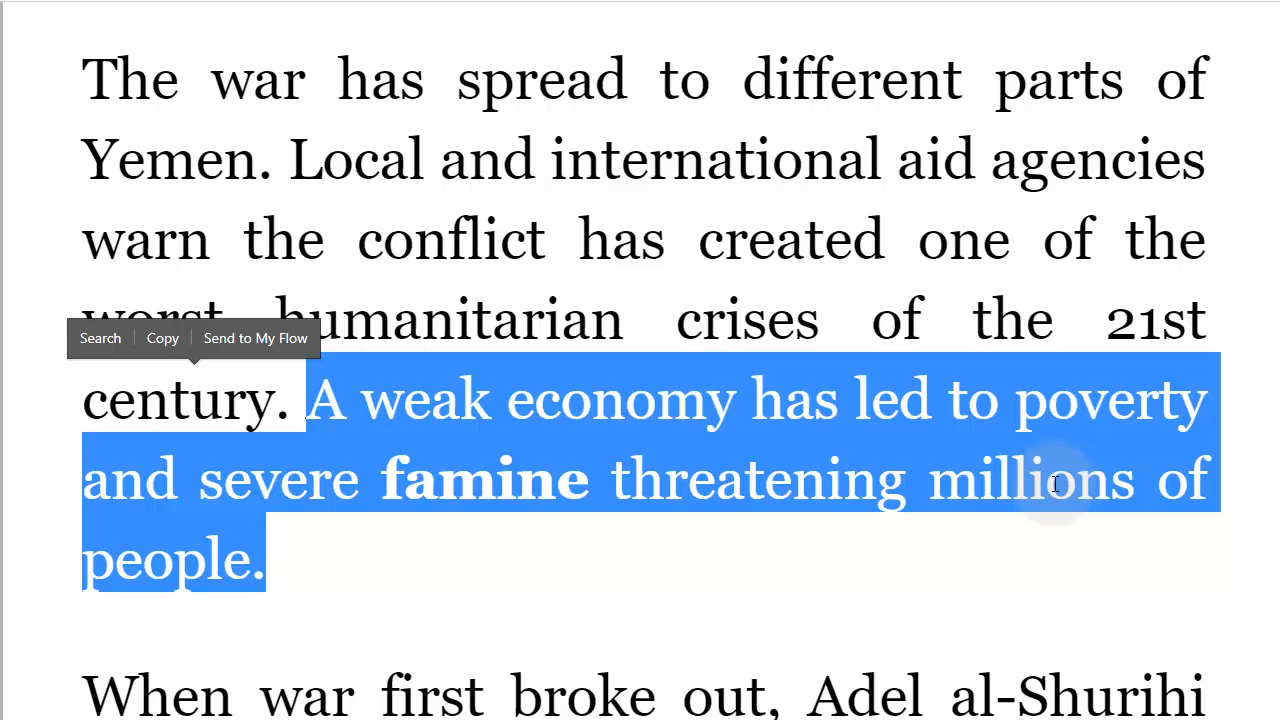 The war has spread to different parts of
Yemen. Local and international aid agencies
warn the conflict has created one of the
worst humanitarian crises of the 21st
Search Copy Send to My Flow
century. A weak economy has led to poverty
and severe famine threatening millions of
people.
When war first broke out, Adel al-Shurihi